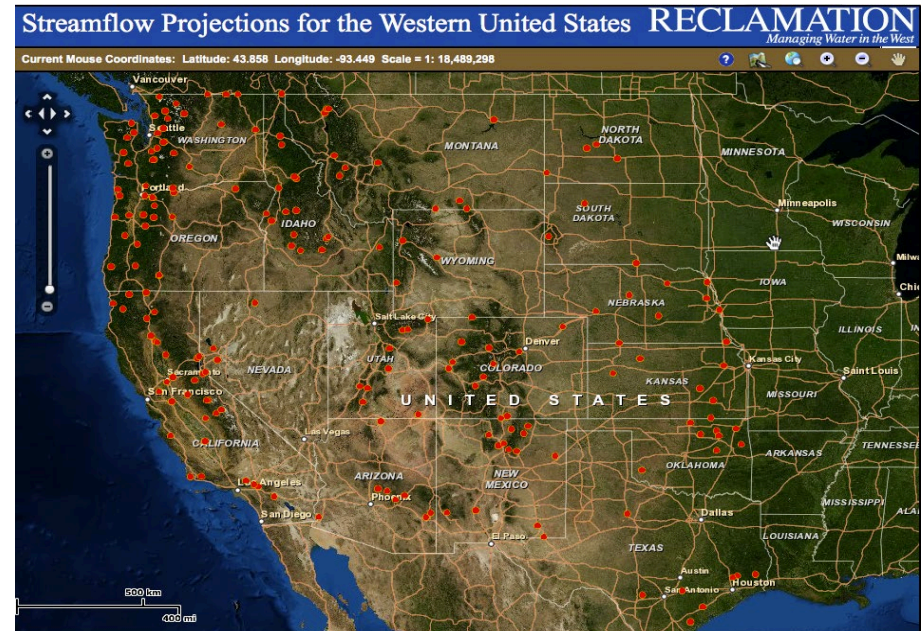 Streamflow Projections for the Western United States
RECLAMATION
Managing Water in the West
Current Mouse Coordinates: Latitude: 43.858 Longitude: -93.449 Scale = 1: 18,489,298
Vancouver
Seattle
WASHINGTON
MONTANA
NORTH
DAKOTA
MINNESOTA
Portland
Minneapolis
SOUTH
DAKOTA
WISCONSIN
IDAHO
OREGON
WYOMING
Milw
IOWA
Chic
NEBRASKA
Salt Lake City
ILLINOIS
IN
Denver
UTAH
NEVADA
COLORADO
Kansas City
Sacramento
KANSAS
Saint Louis
San Francisco
MISSOURI
UNITED STATES
Las Vegas
CALIFORNIA
TENNESSEE
ARKANSAS
OKLAHOMA
ARIZONA
NEW
MEXICO
Los Angeles
Phoenix
MISSISSIPPI
ALA
San Diego
Dallas
El Paso
LOUISIANA
TEXAS
Austin
Houston
San Antonio
500 km
400 mi